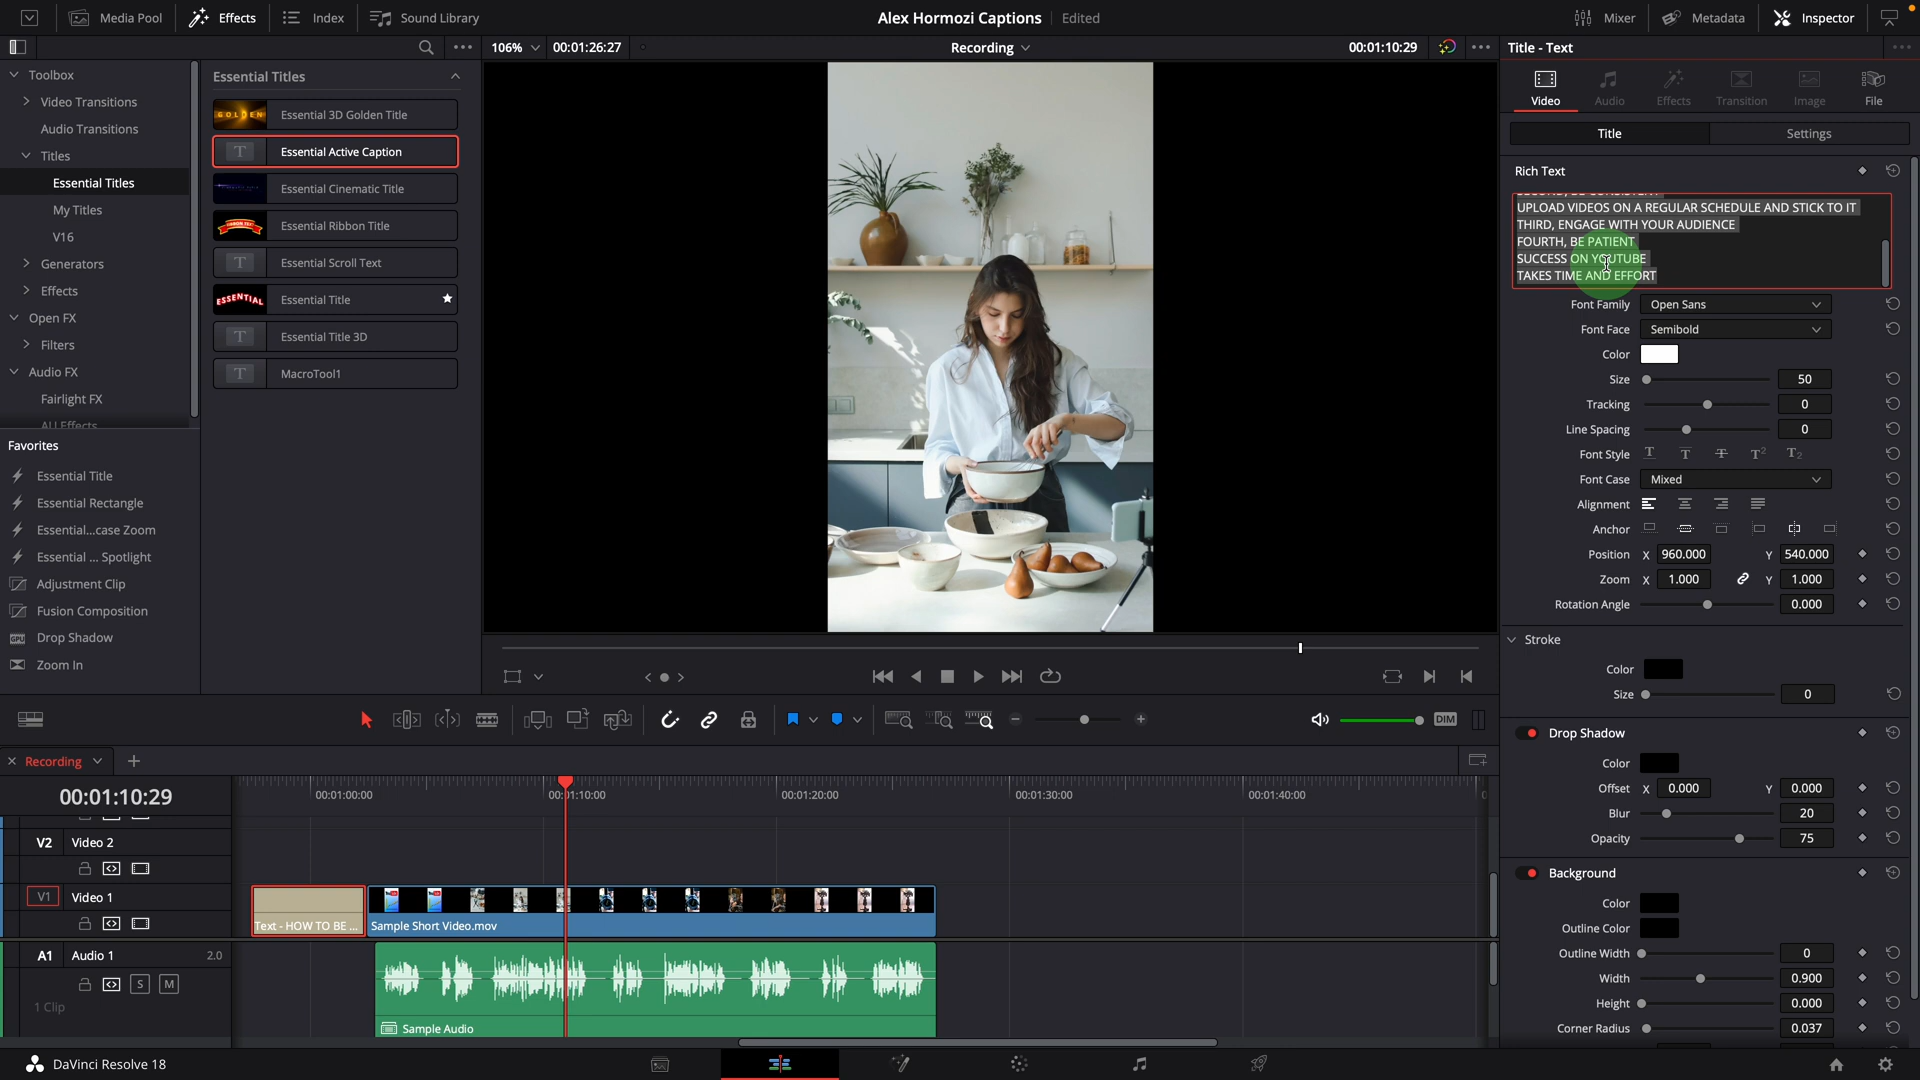 Media Pool
Effects
Index
Sound Library
Alex Hormozi Captions
Edited
Mixer
Metadata
Inspector
106%
00:01:26:27
Recording
00:01:10:29
Title - Text
Toolbox
Video Transitions
Audio Transitions
Titles
Essential Titles
My Titles
V16
Generators
Effects
Open FX
Filters
Audio FX
Fairlight FX
All Effects
Favorites
Essential Title
Essential Rectangle
Essential...case Zoom
Essential ... Spotlight
Adjustment Clip
Fusion Composition
Drop Shadow
Zoom In
Essential Titles
GOLDEN
Essential 3D Golden Title
T
Essential Active Caption
Essential Cinematic Title
Essential Ribbon Title
T
Essential Scroll Text
ESSENTIAL
Essential Title
T
Essential Title 3D
T
MacroTool1
Video
Audio
Effects
Transition
Image
File
Title
Settings
Rich Text
SECOND, BE CONSISTENT
UPLOAD VIDEOS ON A REGULAR SCHEDULE AND STICK TO IT
THIRD, ENGAGE WITH YOUR AUDIENCE
FOURTH, BE PATIENT
SUCCESS ON YOUTUBE
TAKES TIME AND EFFORT
Font Family Open Sans
Font Face Semibold
Color
Size 50
Tracking 0
Line Spacing 0
Font Style T T T T² T₂
Font Case Mixed
Alignment
Anchor
Position X 960.000 Y 540.000
Zoom X 1.000 Y 1.000
Rotation Angle 0.000
Stroke
Color
Size 0
Drop Shadow
Color
Offset X 0.000 Y 0.000
Blur 20
Opacity 75
Background
Color
Outline Color
Outline Width 0
Width 0.900
Height 0.000
Corner Radius 0.037
DIM
Recording
00:01:10:29
00:01:00:00
00:01:10:00
00:01:20:00
00:01:30:00
00:01:40:00
V2 Video 2
V1 Video 1
Text - HOW TO BE ...
Sample Short Video.mov
A1 Audio 1 2.0
S M
1 Clip
Sample Audio
DaVinci Resolve 18